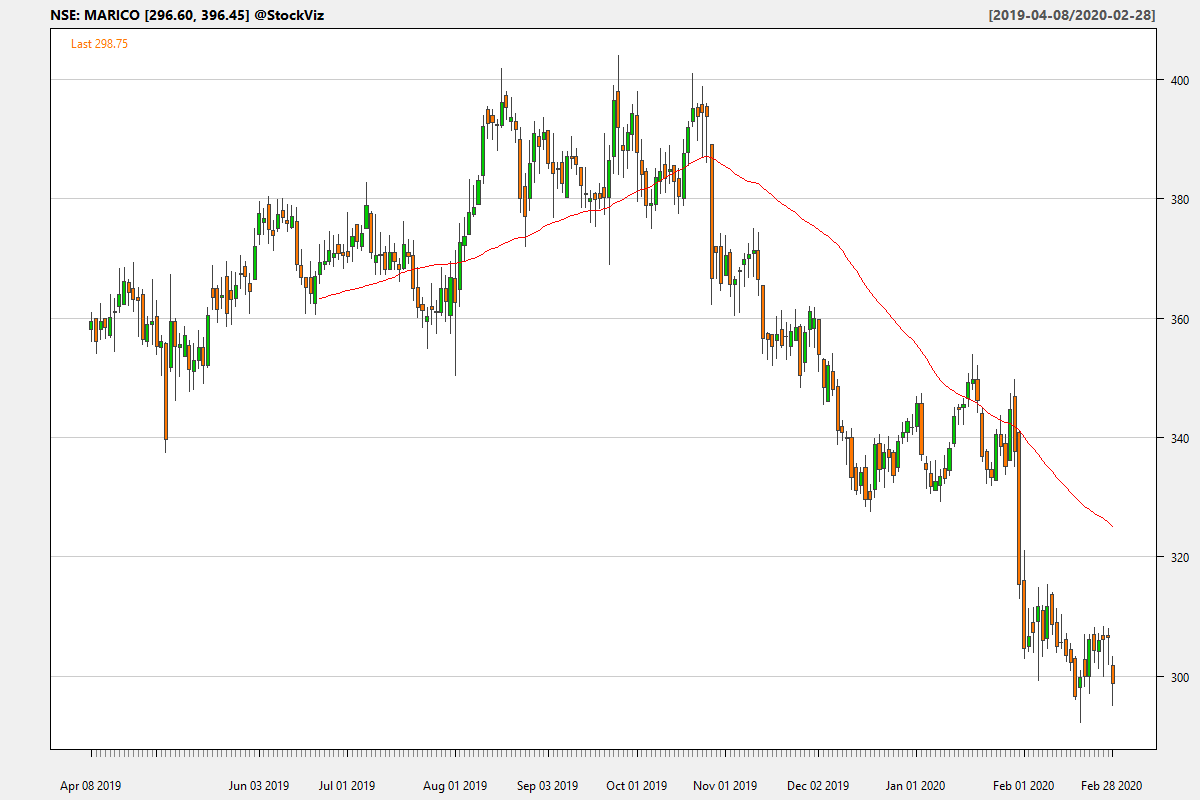 NSE: MARICO [296.60, 396.45] @StockViz
[2019-04-08/2020-02-28]
Last 298.75
400
380
360
340
320
300
Apr 08 2019 Jun 03 2019 Jul 01 2019 Aug 01 2019 Sep 03 2019 Oct 01 2019 Nov 01 2019 Dec 02 2019 Jan 01 2020 Feb 01 2020 Feb 28 2020